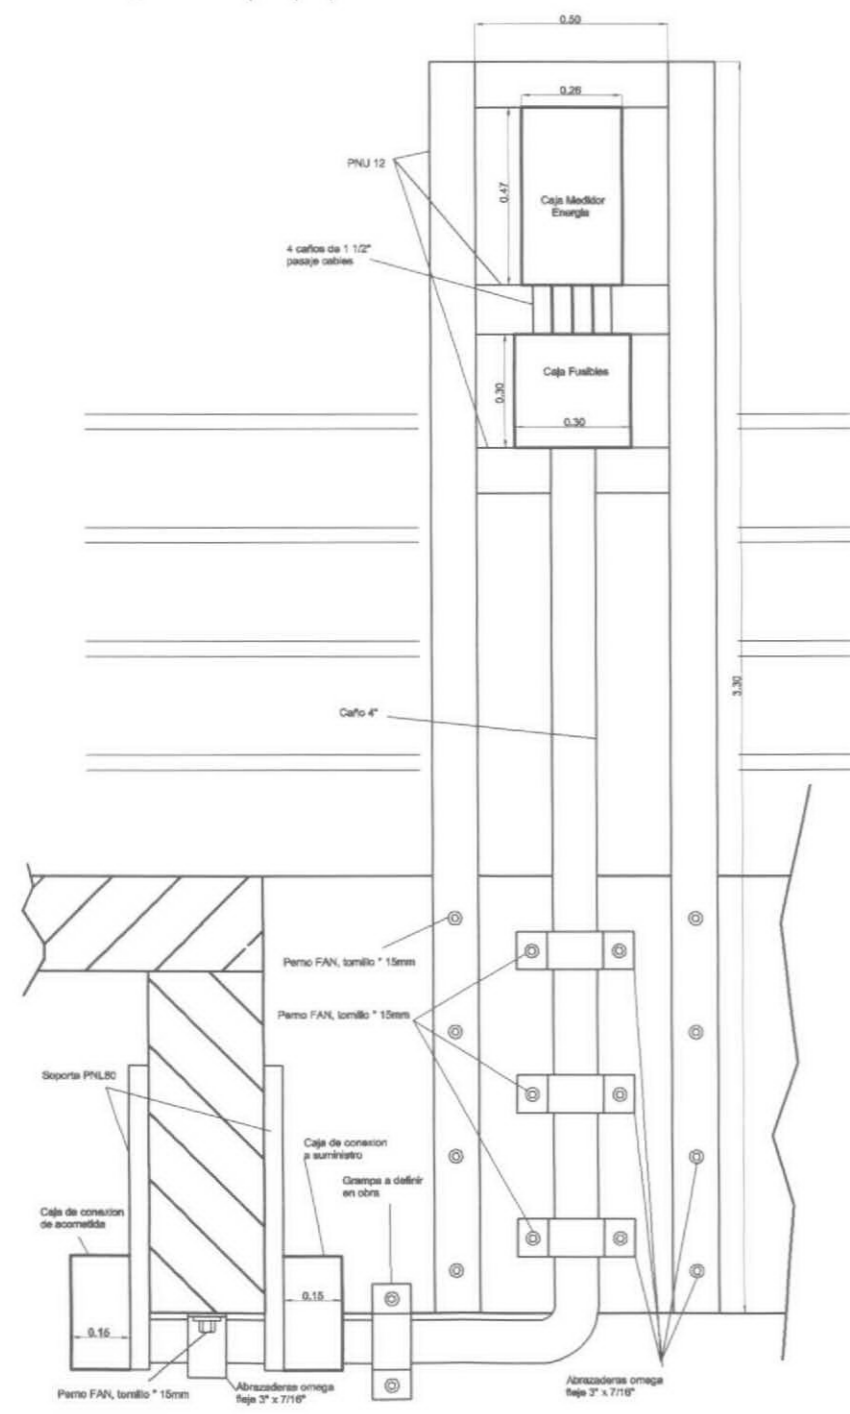 0.50
0.26
PNU 12
0.47
Caja Medidor
Energia
4 caños de 1 1/2"
pasaje cables
Caja Fusibles
0.30
0.30
3.30
Caño 4"
Perno FAN, tornillo * 15mm
Perno FAN, tornillo * 15mm
Soporte PNL80
Caja de conexion
a suministro
Grampa a definir
en obra
Caja de conexion
de acometida
0.15
0.15
Perno FAN, tornillo * 15mm
Abrazaderas omega
fleje 3" x 7/16"
Abrazaderas omega
fleje 3" x 7/16"